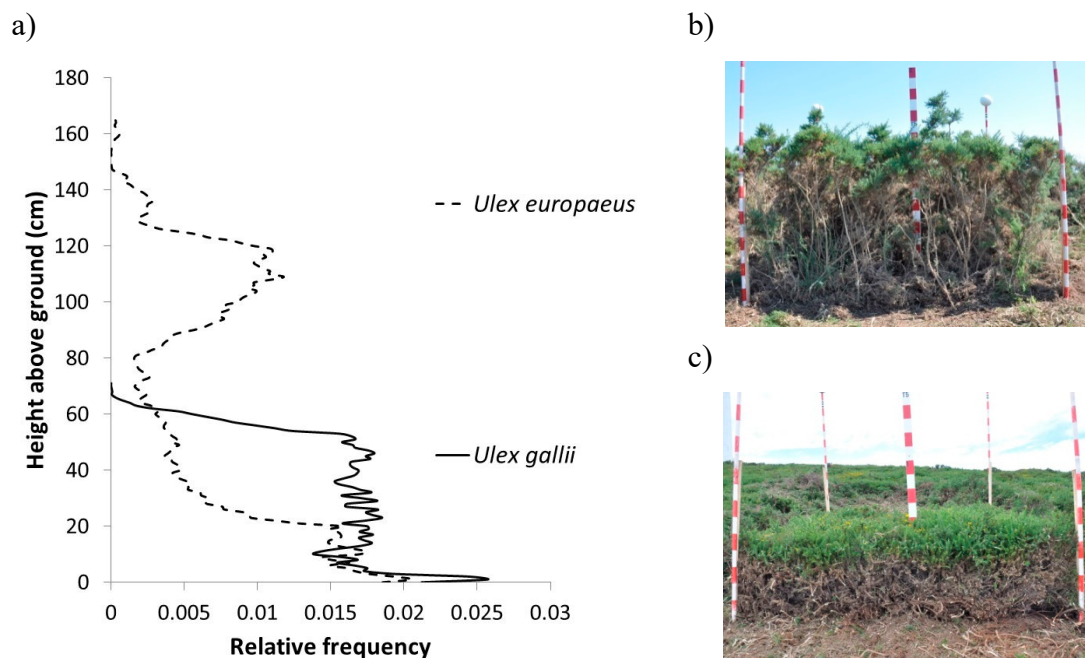 a)
180
160
140
120
100
80
60
40
20
0
Height above ground (cm)
0
0.005
0.01
0.015
0.02
0.025
0.03
Relative frequency
Ulex europaeus
Ulex gallii
b)
c)